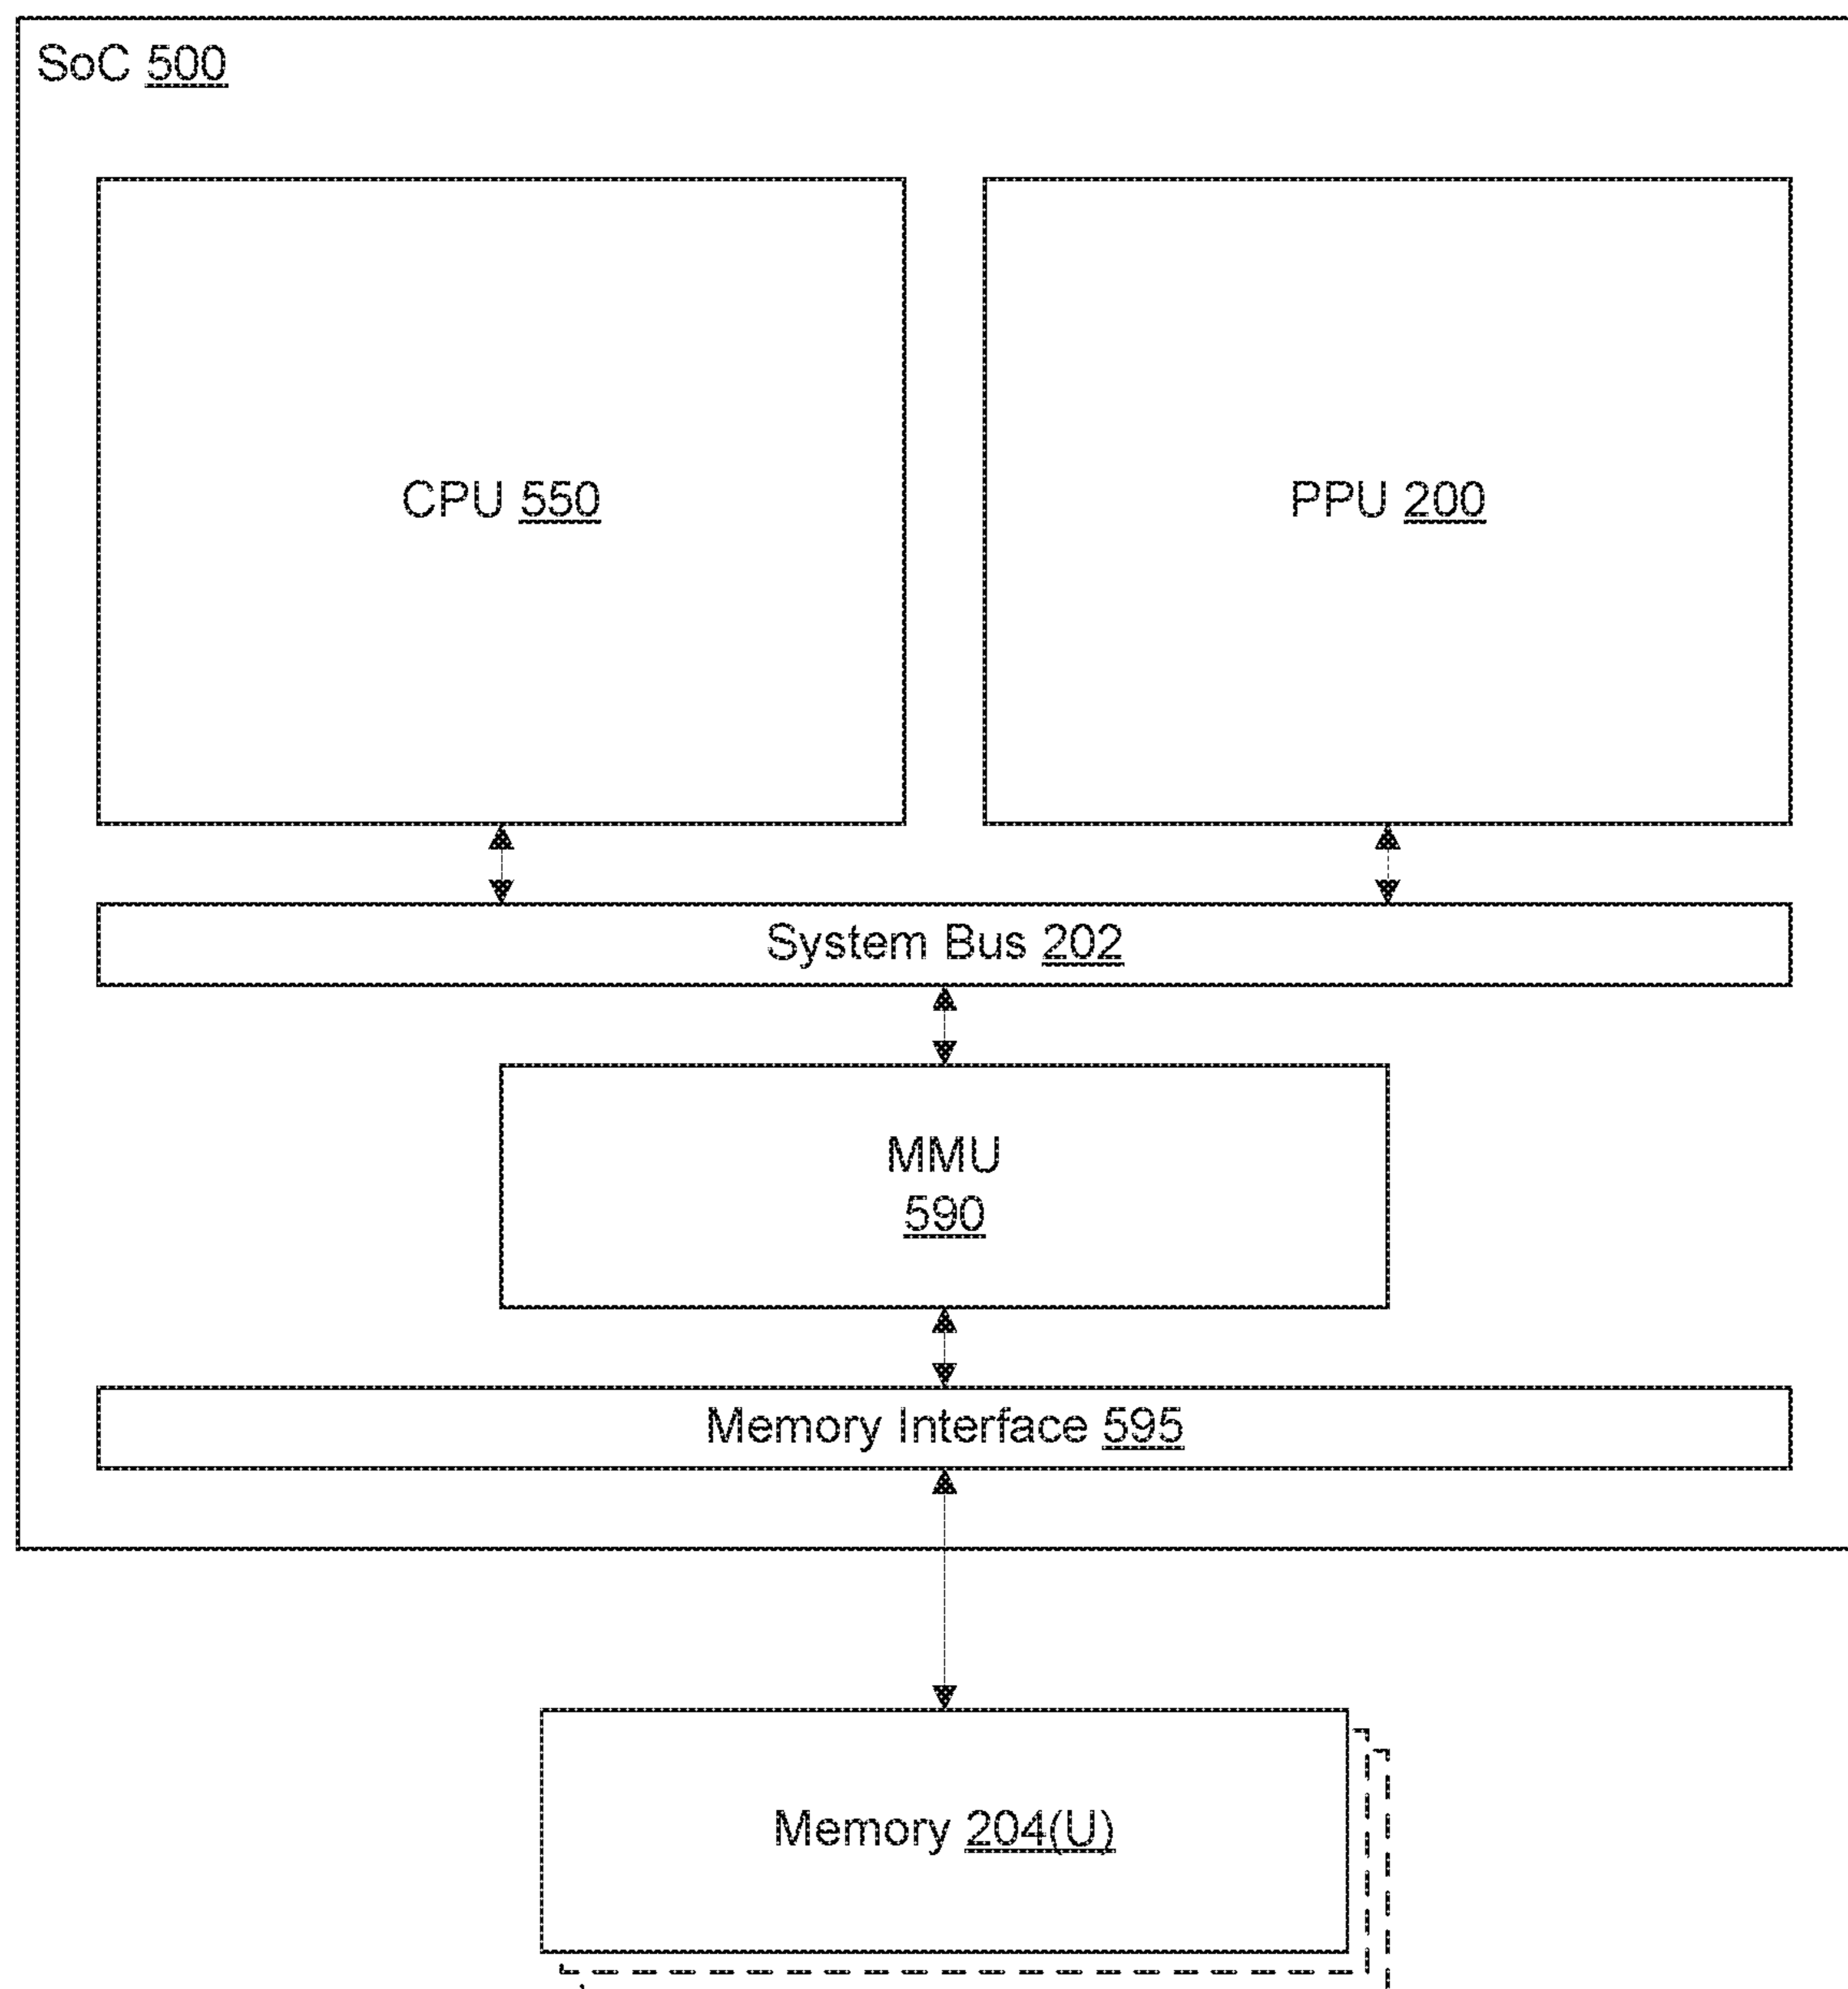 SoC 500
CPU 550
PPU 200
System Bus 202
MMU
590
Memory Interface 595
Memory 204(U)